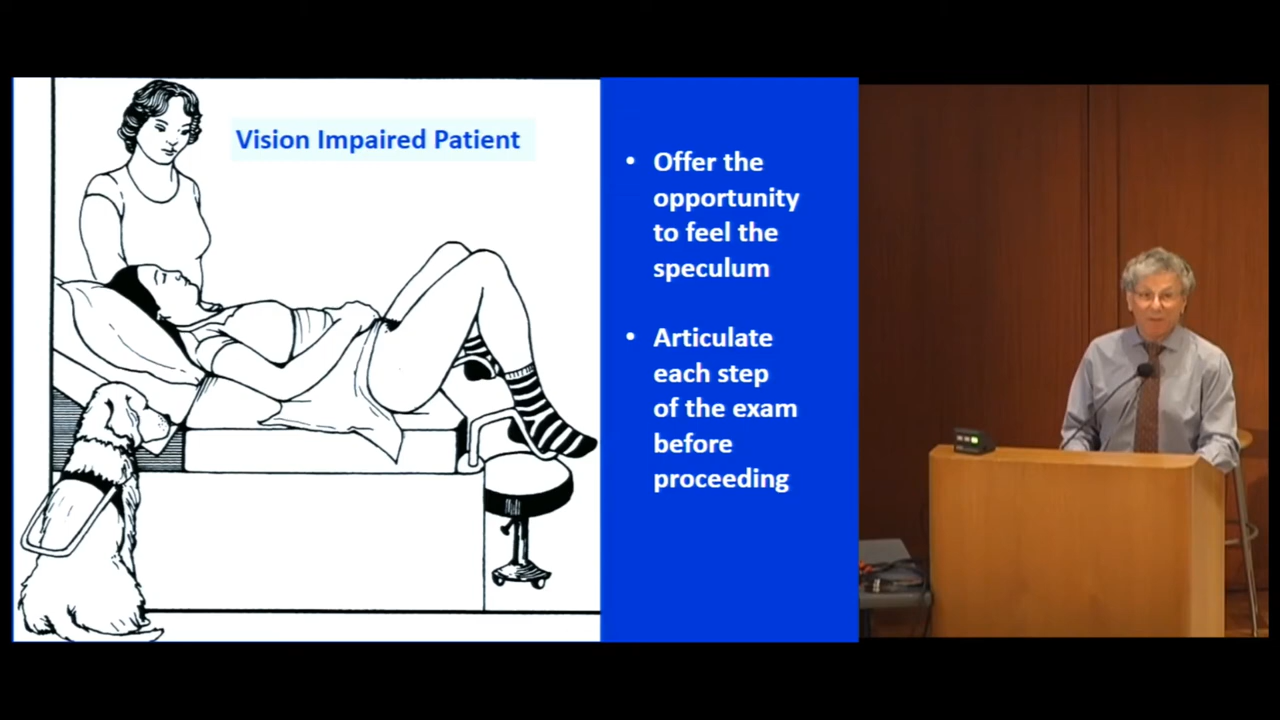 Vision Impaired Patient
• Offer the
opportunity
to feel the
speculum
• Articulate
each step
of the exam
before
proceeding